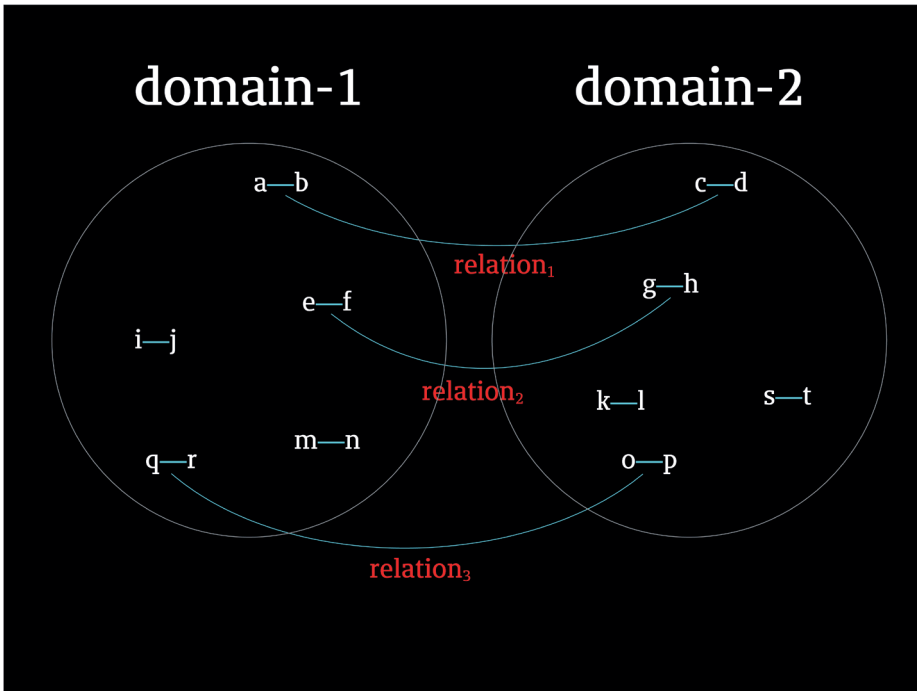 domain-1 domain-2
a—b c—d
relation₁
g—h
e—f
i—j
relation₂
s—t
k—l
m—n
q—r o—p
relation₃